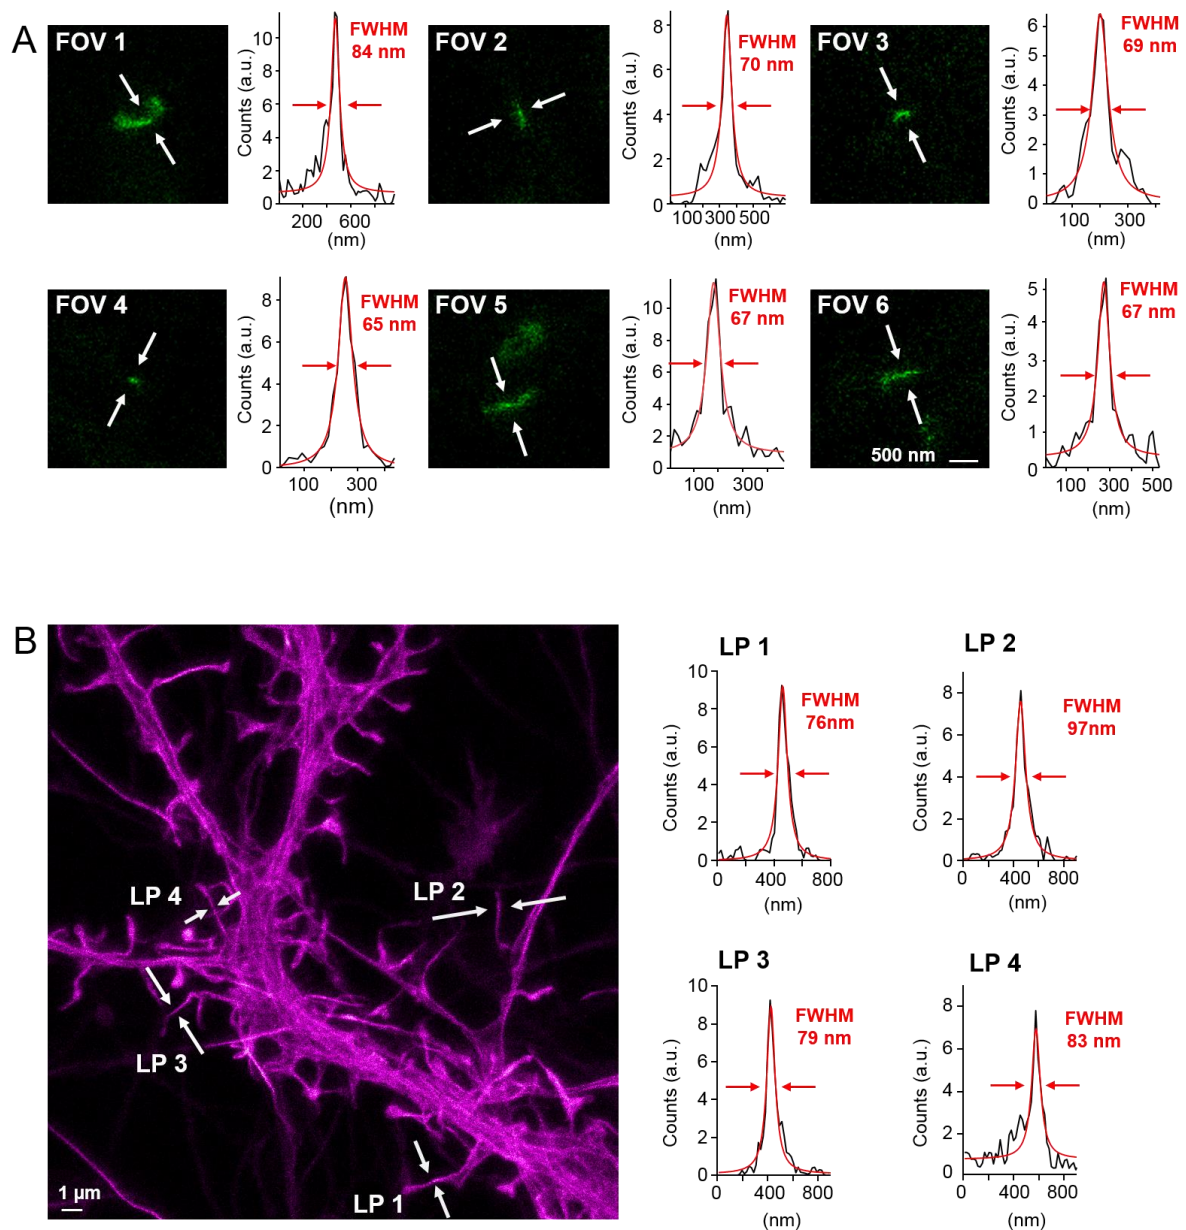 A
FOV 1
Counts (a.u.)
10
8
6
4
2
0
200 600
(nm)
FWHM
84 nm
FOV 2
Counts (a.u.)
8
6
4
2
0
100 300 500
(nm)
FWHM
70 nm
FOV 3
Counts (a.u.)
6
5
4
3
2
1
0
100 300
(nm)
FWHM
69 nm
FOV 4
Counts (a.u.)
8
6
4
2
0
100 300
(nm)
FWHM
65 nm
FOV 5
Counts (a.u.)
10
8
6
4
2
0
100 300
(nm)
FWHM
67 nm
FOV 6
500 nm
Counts (a.u.)
5
4
3
2
1
0
100 300 500
(nm)
FWHM
67 nm
B
LP 4
LP 2
LP 3
LP 1
1 µm
LP 1
Counts (a.u.)
10
8
6
4
2
0
0 400 800
(nm)
FWHM
76nm
LP 2
Counts (a.u.)
8
6
4
2
0
0 400 800
(nm)
FWHM
97nm
LP 3
Counts (a.u.)
10
8
6
4
2
0
0 400 800
(nm)
FWHM
79 nm
LP 4
Counts (a.u.)
8
6
4
2
0
0 400 800
(nm)
FWHM
83 nm